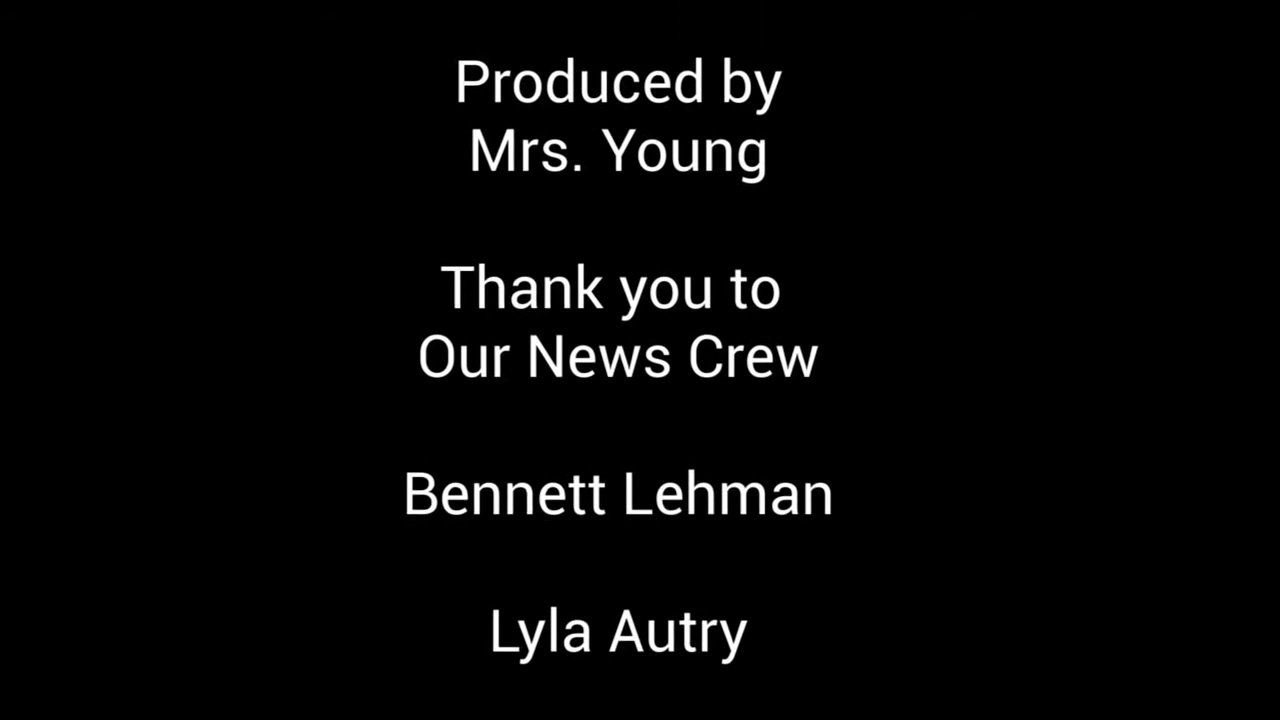 Produced by
Mrs. Young
Thank you to
Our News Crew
Bennett Lehman
Lyla Autry